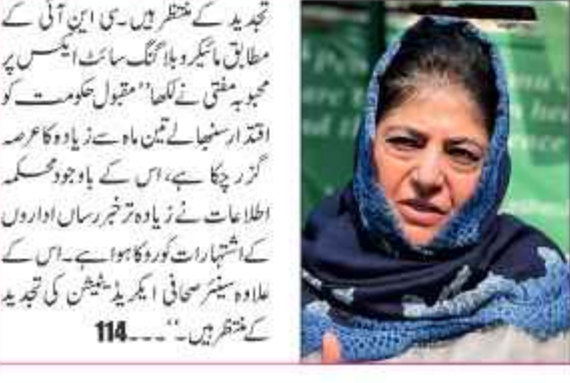 تجدید کے منتظر ہیں۔ سی این آئی کے
مطابق مائیکرو بلاگنگ سائٹ ایکس پر
محبوبہ مفتی نے لکھا ’’مقبول حکومت کو
اقتدار سنبھالے تین ماہ سے زیادہ کا عرصہ
گزر چکا ہے، اس کے باوجود محکمہ
اطلاعات نے زیادہ تر خبر رساں اداروں
کے اشتہارات کو روکا ہوا ہے۔ اس کے
علاوہ سینئر صحافی ایکریڈیٹیشن کی تجدید
کے منتظر ہیں۔‘‘۔۔۔114